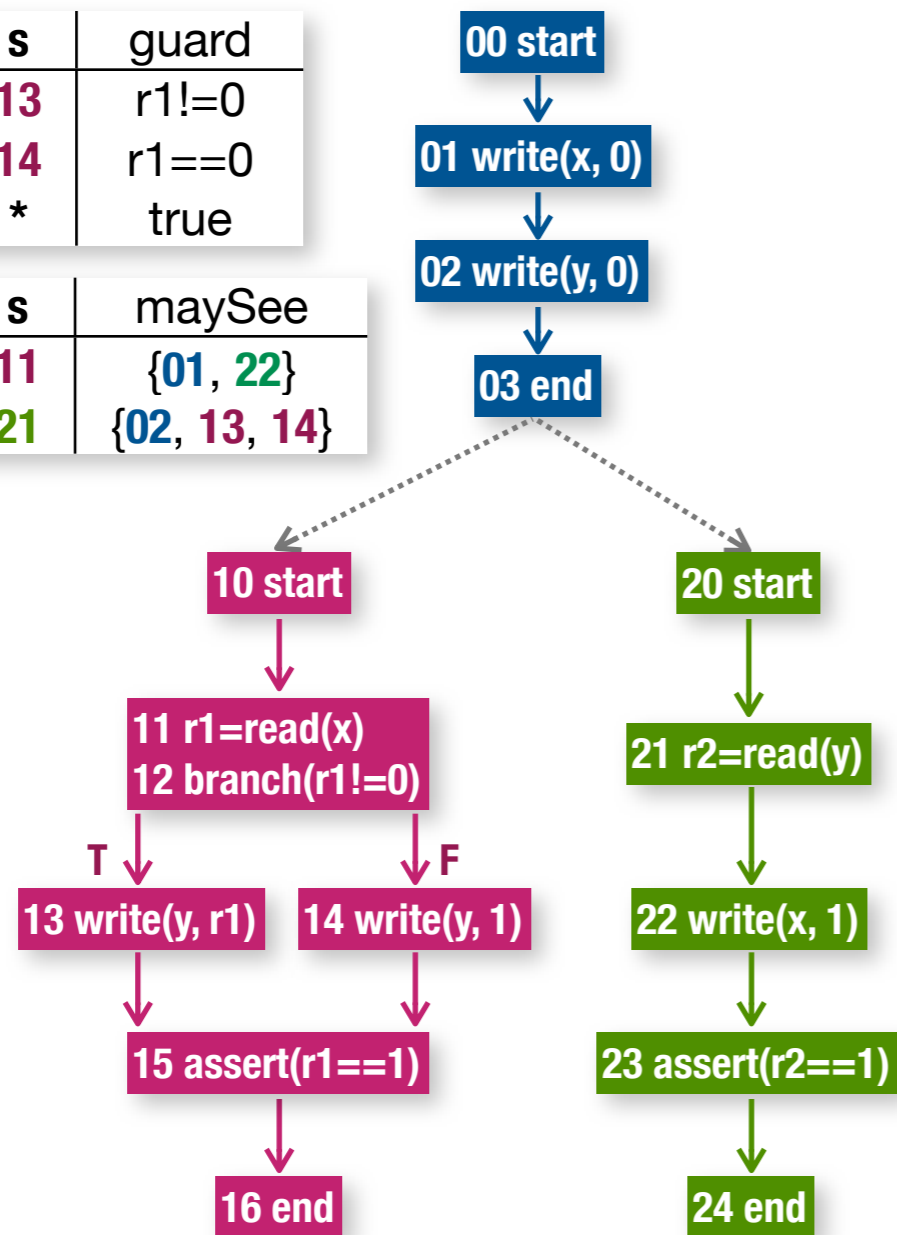 s guard
13 r1!=0
14 r1==0
* true
s maySee
11 {01, 22}
21 {02, 13, 14}
00 start
01 write(x, 0)
02 write(y, 0)
03 end
10 start
20 start
11 r1=read(x)
12 branch(r1!=0)
21 r2=read(y)
T F
13 write(y, r1)
14 write(y, 1)
22 write(x, 1)
15 assert(r1==1)
23 assert(r2==1)
16 end
24 end